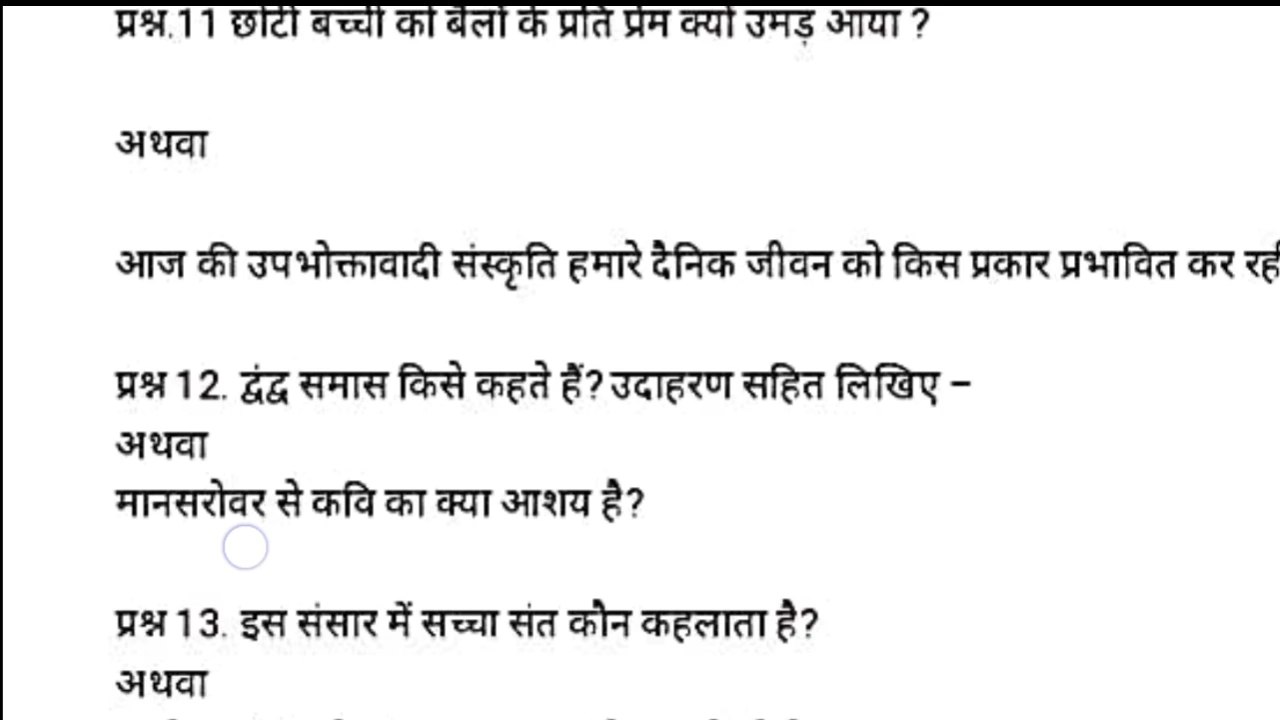 प्रश्न.11 छोटी बच्ची को बैलों के प्रति प्रेम क्यों उमड़ आया ?
अथवा
आज की उपभोक्तावादी संस्कृति हमारे दैनिक जीवन को किस प्रकार प्रभावित कर
प्रश्न 12. द्वंद्व समास किसे कहते हैं? उदाहरण सहित लिखिए –
अथवा
मानसरोवर से कवि का क्या आशय है?
प्रश्न 13. इस संसार में सच्चा संत कौन कहलाता है?
अथवा